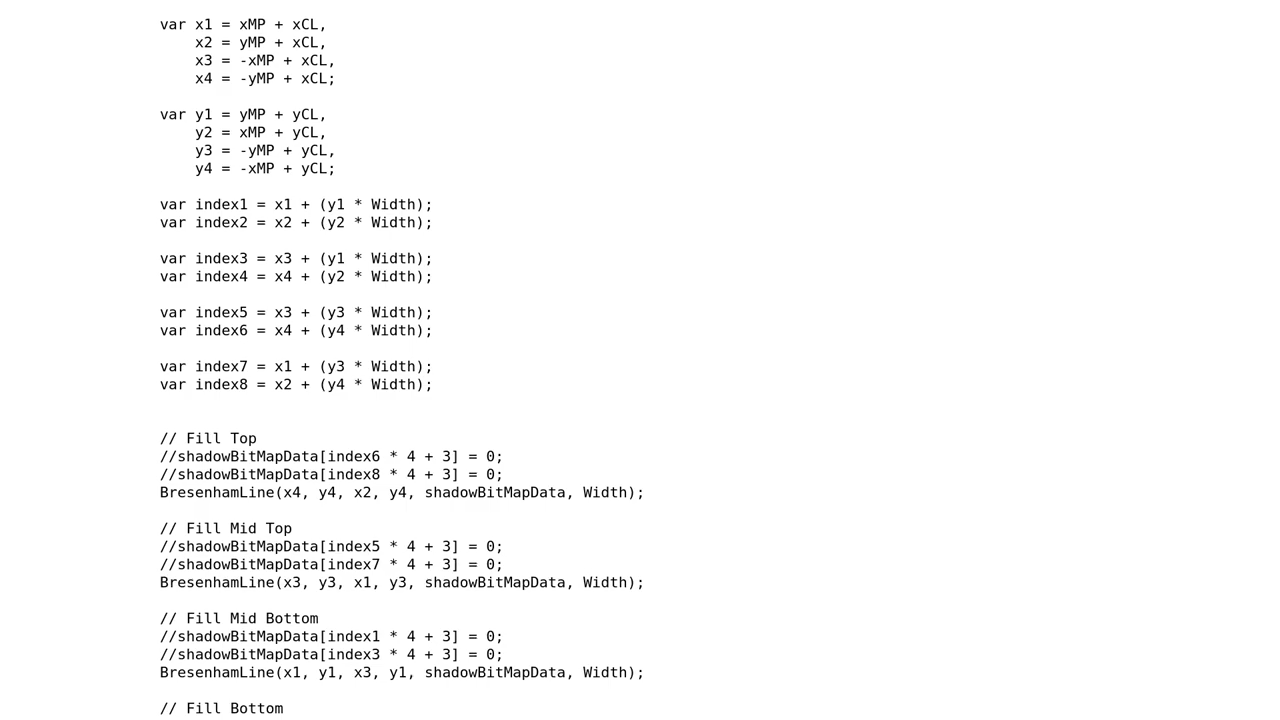 var x1 = xMP + xCL,
    x2 = yMP + xCL,
    x3 = -xMP + xCL,
    x4 = -yMP + xCL;
var y1 = yMP + yCL,
    y2 = xMP + yCL,
    y3 = -yMP + yCL,
    y4 = -xMP + yCL;
var index1 = x1 + (y1 * Width);
var index2 = x2 + (y2 * Width);
var index3 = x3 + (y1 * Width);
var index4 = x4 + (y2 * Width);
var index5 = x3 + (y3 * Width);
var index6 = x4 + (y4 * Width);
var index7 = x1 + (y3 * Width);
var index8 = x2 + (y4 * Width);
// Fill Top
//shadowBitMapData[index6 * 4 + 3] = 0;
//shadowBitMapData[index8 * 4 + 3] = 0;
BresenhamLine(x4, y4, x2, y4, shadowBitMapData, Width);
// Fill Mid Top
//shadowBitMapData[index5 * 4 + 3] = 0;
//shadowBitMapData[index7 * 4 + 3] = 0;
BresenhamLine(x3, y3, x1, y3, shadowBitMapData, Width);
// Fill Mid Bottom
//shadowBitMapData[index1 * 4 + 3] = 0;
//shadowBitMapData[index3 * 4 + 3] = 0;
BresenhamLine(x1, y1, x3, y1, shadowBitMapData, Width);
// Fill Bottom